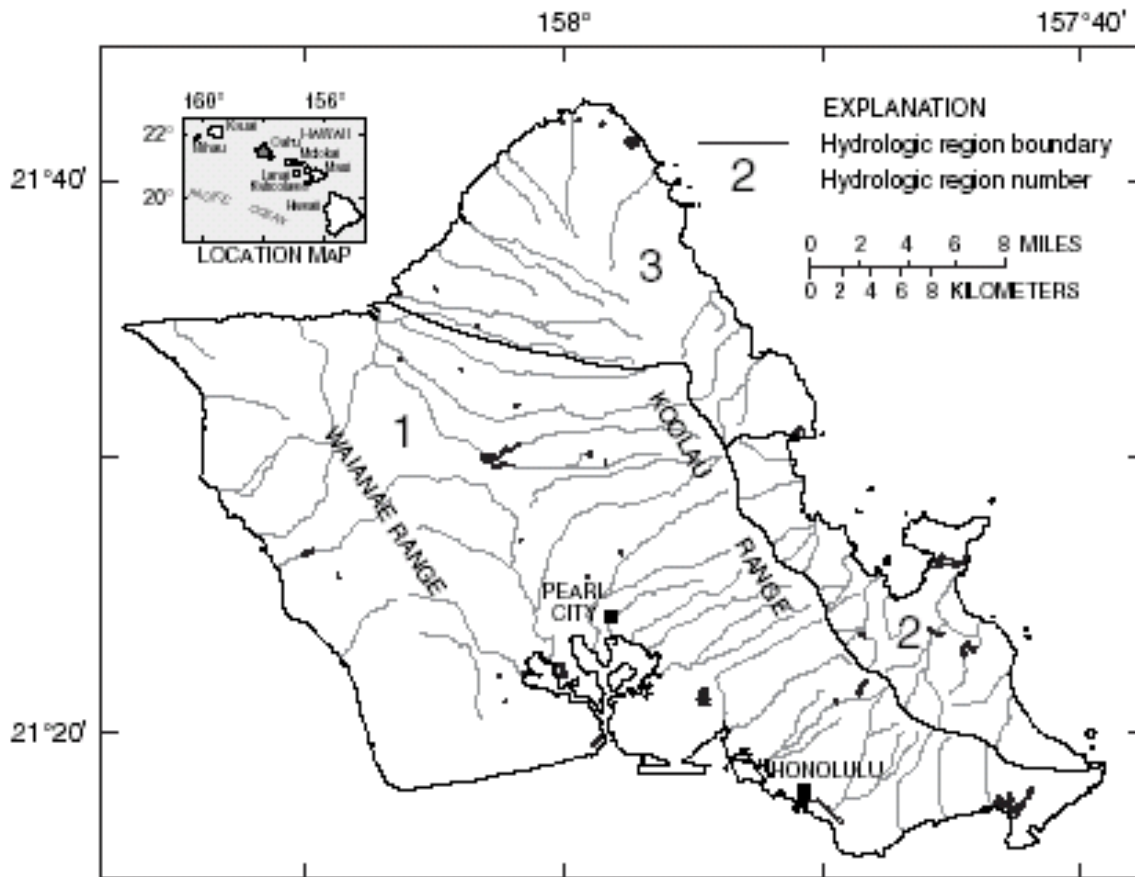 158°
157°40'
160°
156°
22°
20°
Kauai
Niihau
Oahu
HAWAII
Molokai
Maui
Lanai
Kahoolawe
Hawaii
PACIFIC
OCEAN
LOCATION MAP
EXPLANATION
Hydrologic region boundary
2
Hydrologic region number
0 2 4 6 8 MILES
0 2 4 6 8 KILOMETERS
21°40'
3
1
KOOLAU
RANGE
WAIANAE RANGE
PEARL
CITY
2
21°20'
HONOLULU